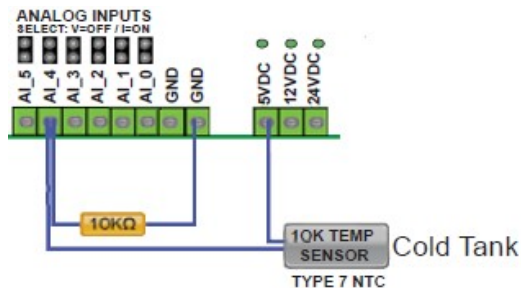 ANALOG INPUTS
SELECT: V=OFF / I=ON
AI_5
AI_4
AI_3
AI_2
AI_1
AI_0
GND
GND
5VDC
12VDC
24VDC
10KΩ
10K TEMP
SENSOR
Cold Tank
TYPE 7 NTC